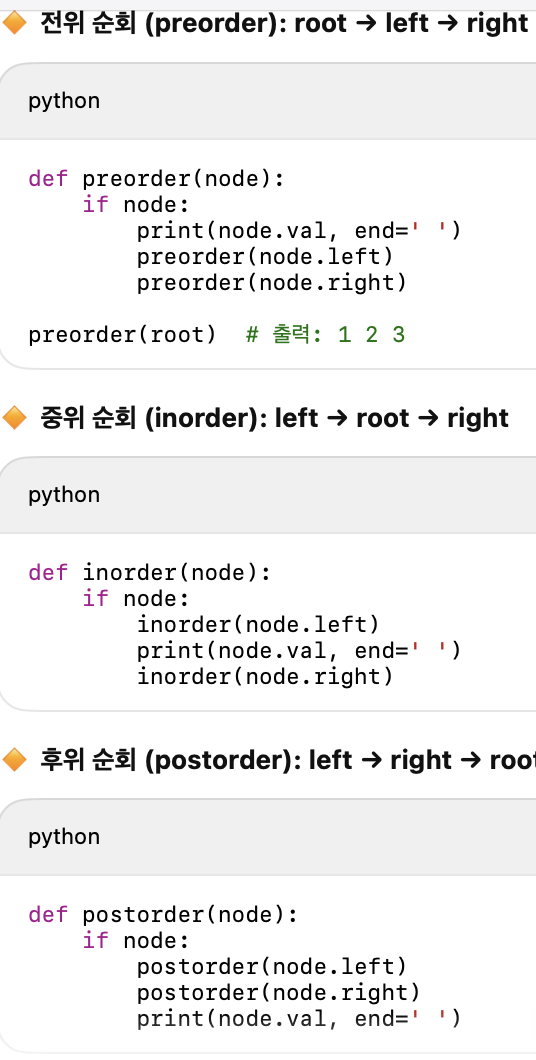 🔶 전위 순회 (preorder): root → left → right
python
def preorder(node):
    if node:
        print(node.val, end=' ')
        preorder(node.left)
        preorder(node.right)
preorder(root)  # 출력: 1 2 3
🔶 중위 순회 (inorder): left → root → right
python
def inorder(node):
    if node:
        inorder(node.left)
        print(node.val, end=' ')
        inorder(node.right)
🔶 후위 순회 (postorder): left → right → root
python
def postorder(node):
    if node:
        postorder(node.left)
        postorder(node.right)
        print(node.val, end=' ')